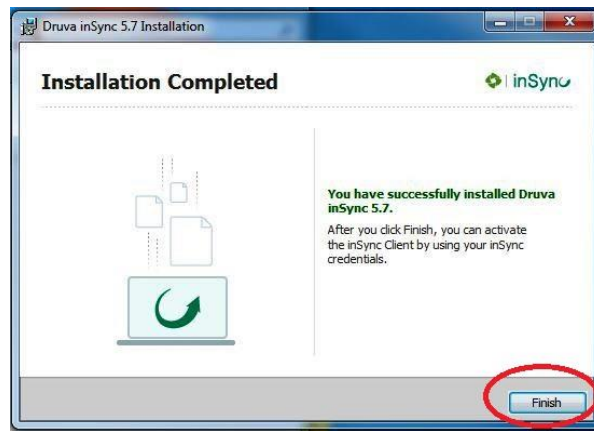 Druva inSync 5.7 Installation
Installation Completed
inSync
You have successfully installed Druva
inSync 5.7.
After you click Finish, you can activate
the inSync Client by using your inSync
credentials.
Finish